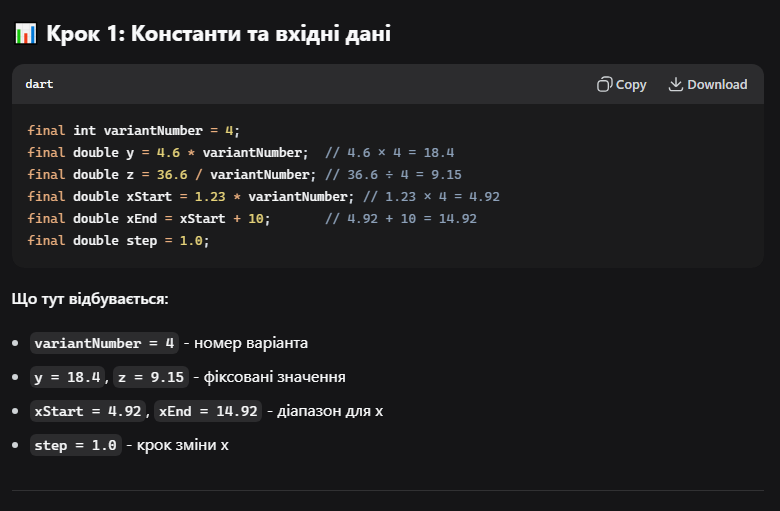 📊 Крок 1: Константи та вхідні дані
dart
Copy
Download
final int variantNumber = 4;
final double y = 4.6 * variantNumber;  // 4.6 × 4 = 18.4
final double z = 36.6 / variantNumber; // 36.6 ÷ 4 = 9.15
final double xStart = 1.23 * variantNumber; // 1.23 × 4 = 4.92
final double xEnd = xStart + 10;       // 4.92 + 10 = 14.92
final double step = 1.0;
Що тут відбувається:
• variantNumber = 4 - номер варіанта
• y = 18.4, z = 9.15 - фіксовані значення
• xStart = 4.92, xEnd = 14.92 - діапазон для x
• step = 1.0 - крок зміни x